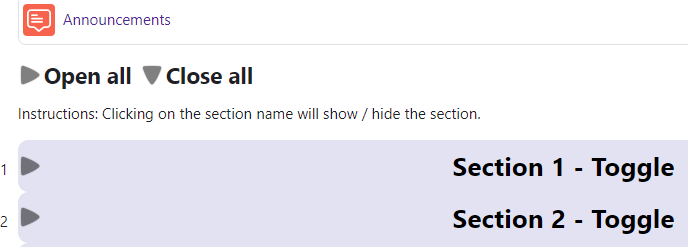 Announcements
Open all Close all
Instructions: Clicking on the section name will show / hide the section.
1 Section 1 - Toggle
2 Section 2 - Toggle